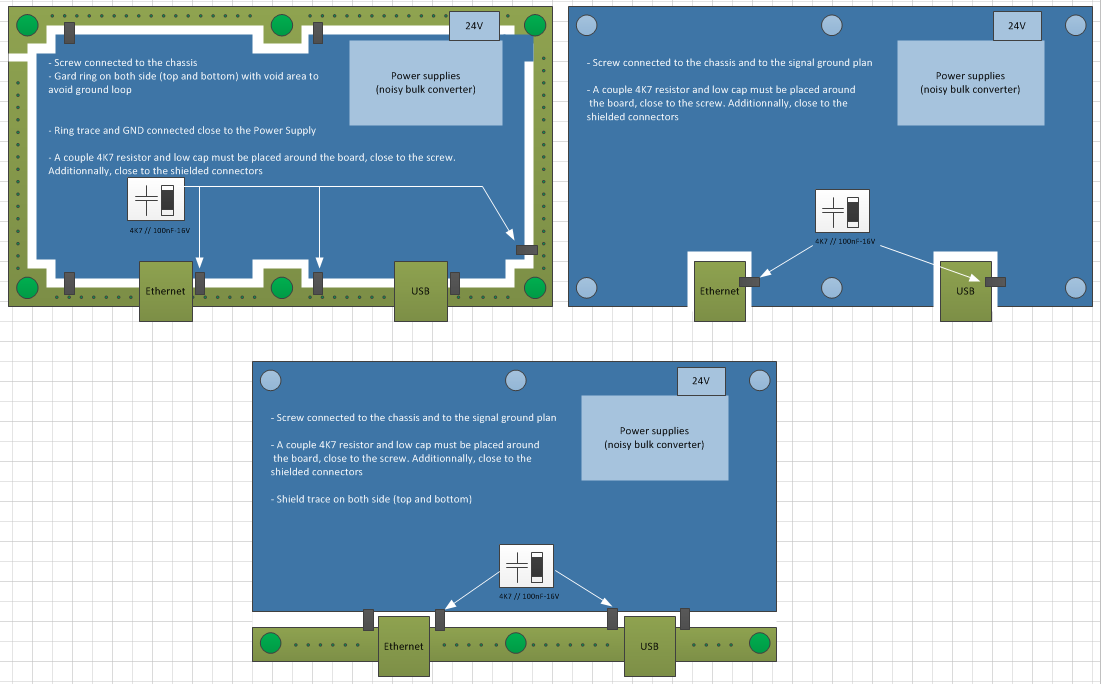 24V
Power supplies
(noisy bulk converter)
- Screw connected to the chassis
- Gard ring on both side (top and bottom) with void area to
avoid ground loop
- Ring trace and GND connected close to the Power Supply
- A couple 4K7 resistor and low cap must be placed around the board, close to the screw.
Additionnally, close to the shielded connectors
4K7 // 100nF-16V
Ethernet
USB
24V
Power supplies
(noisy bulk converter)
- Screw connected to the chassis and to the signal ground plan
- A couple 4K7 resistor and low cap must be placed around
the board, close to the screw. Additionnally, close to the
shielded connectors
4K7 // 100nF-16V
Ethernet
USB
24V
Power supplies
(noisy bulk converter)
- Screw connected to the chassis and to the signal ground plan
- A couple 4K7 resistor and low cap must be placed around
the board, close to the screw. Additionnally, close to the
shielded connectors
- Shield trace on both side (top and bottom)
4K7 // 100nF-16V
Ethernet
USB